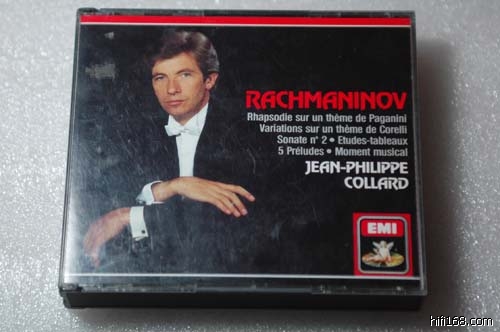 RACHMANINOV
Rhapsodie sur un thème de Paganini
Variations sur un thème de Corelli
Sonate n° 2 • Etudes-tableaux
5 Préludes • Moment musical
JEAN-PHILIPPE
COLLARD
EMI
hifi168.com